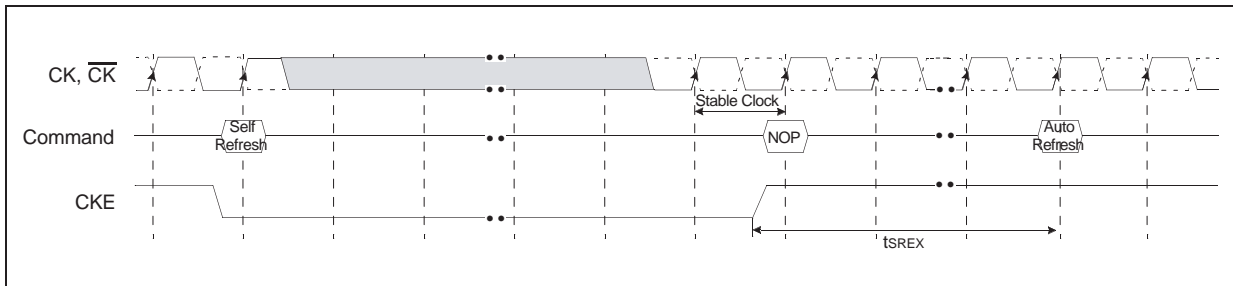 CK, CK
Stable Clock
Command
Self
Refresh
NOP
Auto
Refresh
CKE
tSREX